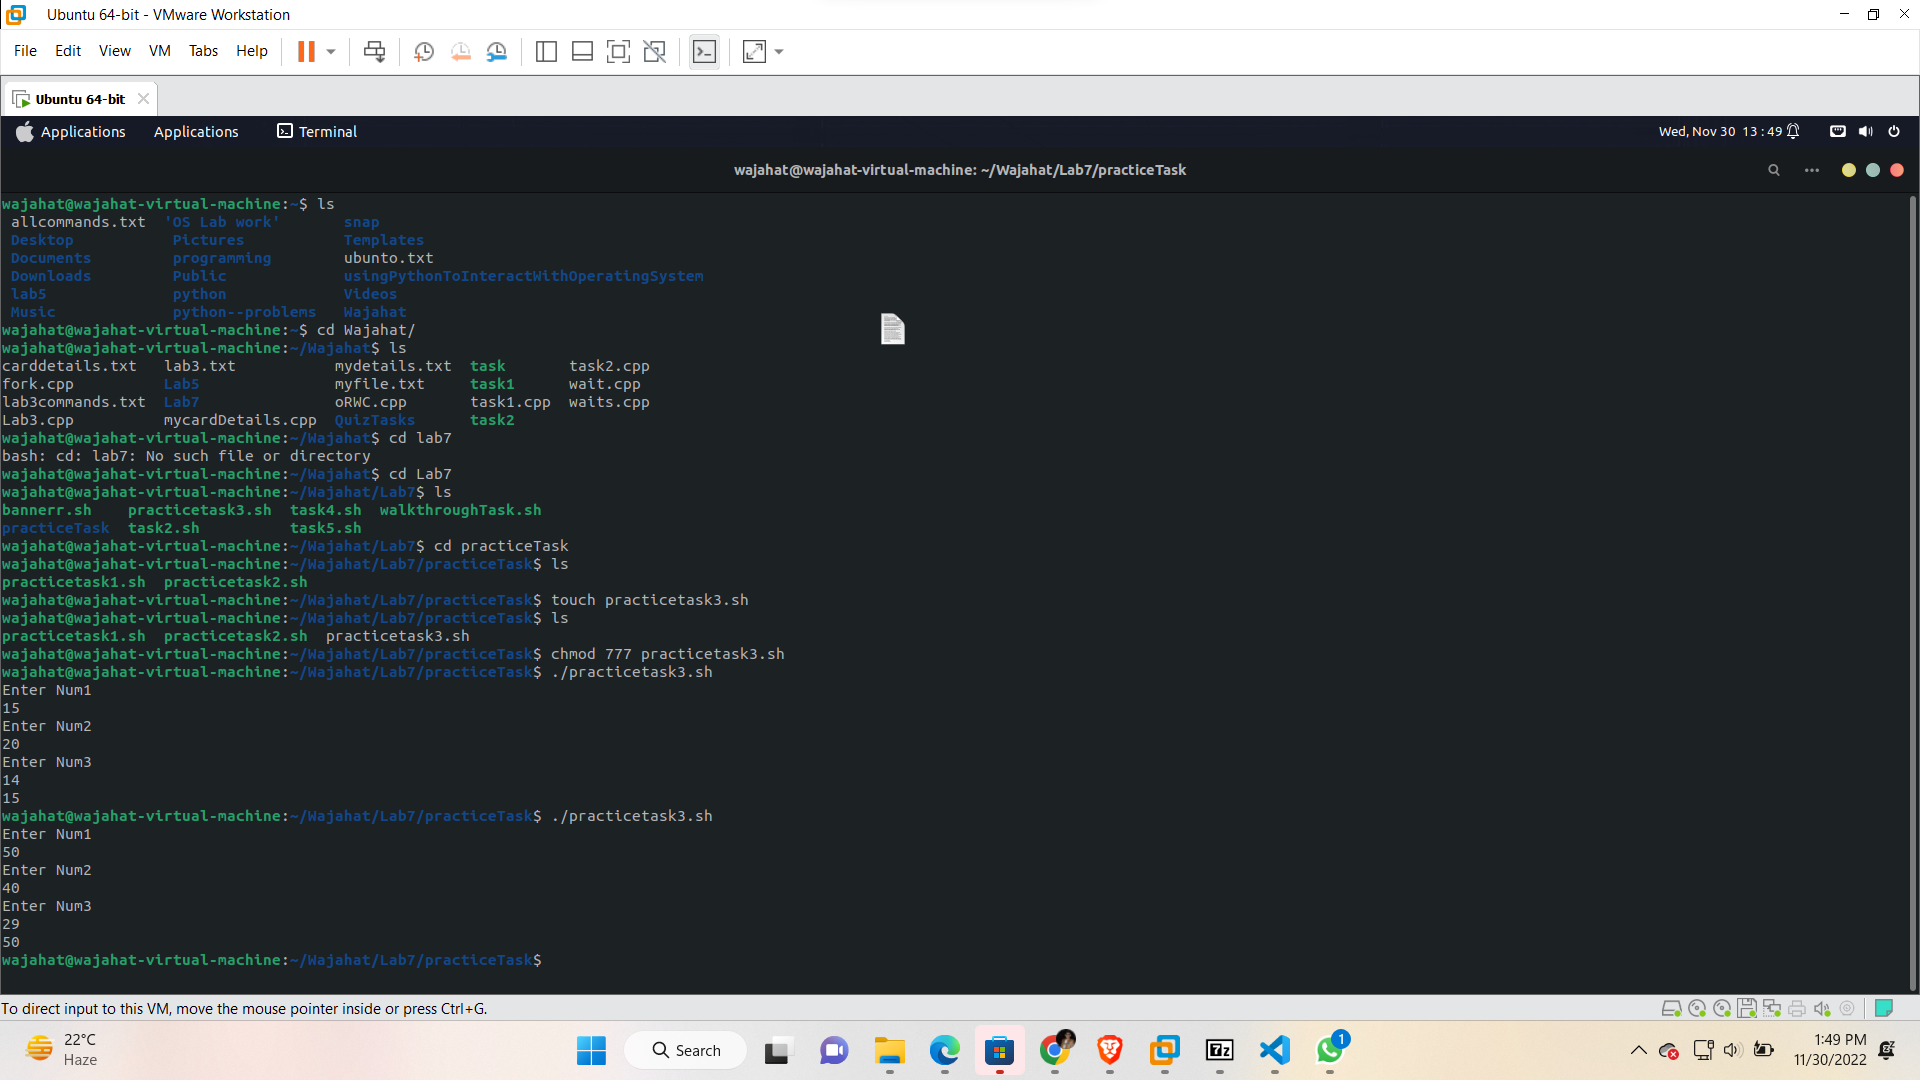 Ubuntu 64-bit - VMware Workstation
File Edit View VM Tabs Help
Ubuntu 64-bit
Applications Applications Terminal Wed, Nov 30 13:49
wajahat@wajahat-virtual-machine: ~/Wajahat/Lab7/practiceTask
wajahat@wajahat-virtual-machine:~$ ls
allcommands.txt 'OS Lab work' snap
Desktop Pictures Templates
Documents programming ubunto.txt
Downloads Public usingPythonToInteractWithOperatingSystem
lab5 python Videos
Music python--problems Wajahat
wajahat@wajahat-virtual-machine:~$ cd Wajahat/
wajahat@wajahat-virtual-machine:~/Wajahat$ ls
carddetails.txt lab3.txt mydetails.txt task task2.cpp
fork.cpp Lab5 myfile.txt task1 wait.cpp
lab3commands.txt Lab7 oRWC.cpp task1.cpp waits.cpp
Lab3.cpp mycardDetails.cpp QuizTasks task2
wajahat@wajahat-virtual-machine:~/Wajahat$ cd lab7
bash: cd: lab7: No such file or directory
wajahat@wajahat-virtual-machine:~/Wajahat$ cd Lab7
wajahat@wajahat-virtual-machine:~/Wajahat/Lab7$ ls
bannerr.sh practicetask3.sh task4.sh walkthroughTask.sh
practiceTask task2.sh task5.sh
wajahat@wajahat-virtual-machine:~/Wajahat/Lab7$ cd practiceTask
wajahat@wajahat-virtual-machine:~/Wajahat/Lab7/practiceTask$ ls
practicetask1.sh practicetask2.sh
wajahat@wajahat-virtual-machine:~/Wajahat/Lab7/practiceTask$ touch practicetask3.sh
wajahat@wajahat-virtual-machine:~/Wajahat/Lab7/practiceTask$ ls
practicetask1.sh practicetask2.sh practicetask3.sh
wajahat@wajahat-virtual-machine:~/Wajahat/Lab7/practiceTask$ chmod 777 practicetask3.sh
wajahat@wajahat-virtual-machine:~/Wajahat/Lab7/practiceTask$ ./practicetask3.sh
Enter Num1
15
Enter Num2
20
Enter Num3
14
15
wajahat@wajahat-virtual-machine:~/Wajahat/Lab7/practiceTask$ ./practicetask3.sh
Enter Num1
50
Enter Num2
40
Enter Num3
29
50
wajahat@wajahat-virtual-machine:~/Wajahat/Lab7/practiceTask$
To direct input to this VM, move the mouse pointer inside or press Ctrl+G.
22°C
Haze
Search
7z
1
1:49 PM
11/30/2022